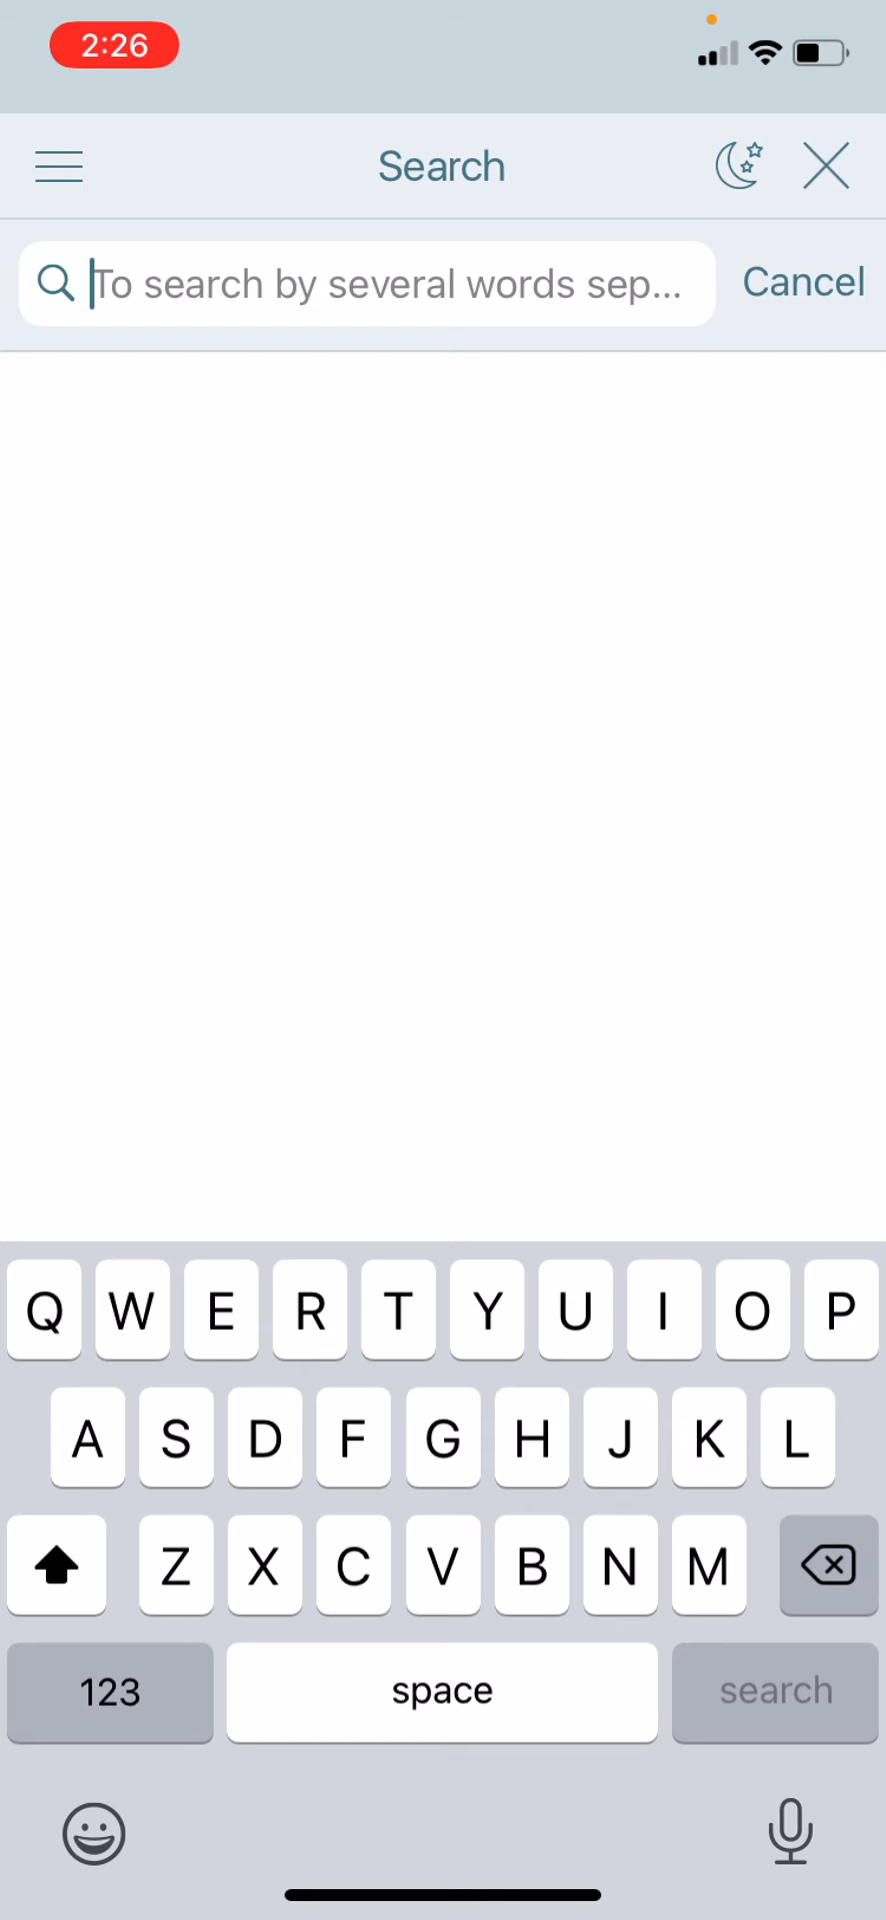 2:26
Search
To search by several words sep...
Cancel
Q W E R T Y U I O P
A S D F G H J K L
Z X C V B N M
123 space search